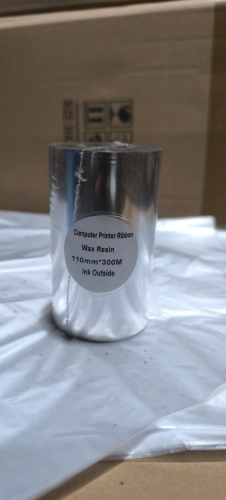 Computer Printer Ribbon
Wax Resin
110mm*300M
Ink Outside